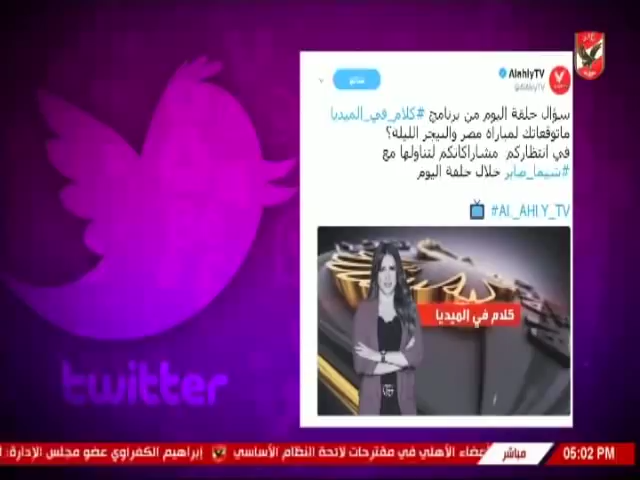 AlahlyTV
@AlAhlyTV
متابع
سؤال حلقة اليوم من برنامج #كلام_في_الميديا
ماتوقعاتك لمباراة مصر والنيجر الليلة؟
في انتظاركم مشاركاتكم لتناولها مع
#شيما_صابر خلال حلقة اليوم
#AL_AHLY_TV
كلام في الميديا
twitter
أعضاء الأهلي في مقترحات لائحة النظام الأساسي
إبراهيم الكفراوي عضو مجلس الإدارة:
مباشر
05:02 PM